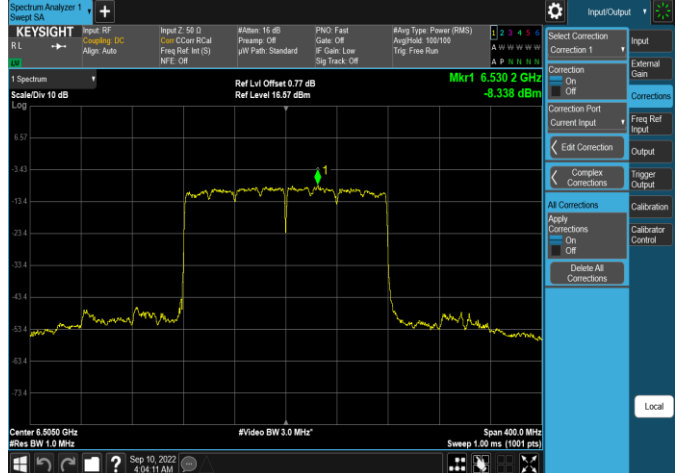 Spectrum Analyzer 1
Swept SA
+
Input/Output
KEYSIGHT
RL
Input: RF
Coupling: DC
Align: Auto
Input Z: 50 Ω
Corr CCorr RCal
Freq Ref: Int (S)
NFE: Off
#Atten: 16 dB
Preamp: Off
µW Path: Standard
PNO: Fast
Gate: Off
IF Gain: Low
Sig Track: Off
#Avg Type: Power (RMS)
Avg|Hold: 100/100
Trig: Free Run
1 2 3 4 5 6
A W W W W W
A P N N N N
1 Spectrum
Scale/Div 10 dB
Log
Ref Lvl Offset 0.77 dB
Ref Level 16.57 dBm
Mkr1 6.530 2 GHz
-8.338 dBm
6.57
-3.43
-13.4
-23.4
-33.4
-43.4
-53.4
-63.4
-73.4
1
Center 6.5050 GHz
#Res BW 1.0 MHz
#Video BW 3.0 MHz*
Span 400.0 MHz
Sweep 1.00 ms (1001 pts)
Select Correction
Correction 1
Correction
On
Off
Correction Port
Current Input
Edit Correction
Complex
Corrections
All Corrections
Apply
Corrections
On
Off
Delete All
Corrections
Input
External
Gain
Corrections
Freq Ref
Input
Output
Trigger
Output
Calibration
Calibrator
Control
Local
?
Sep 10, 2022
4:04:11 AM